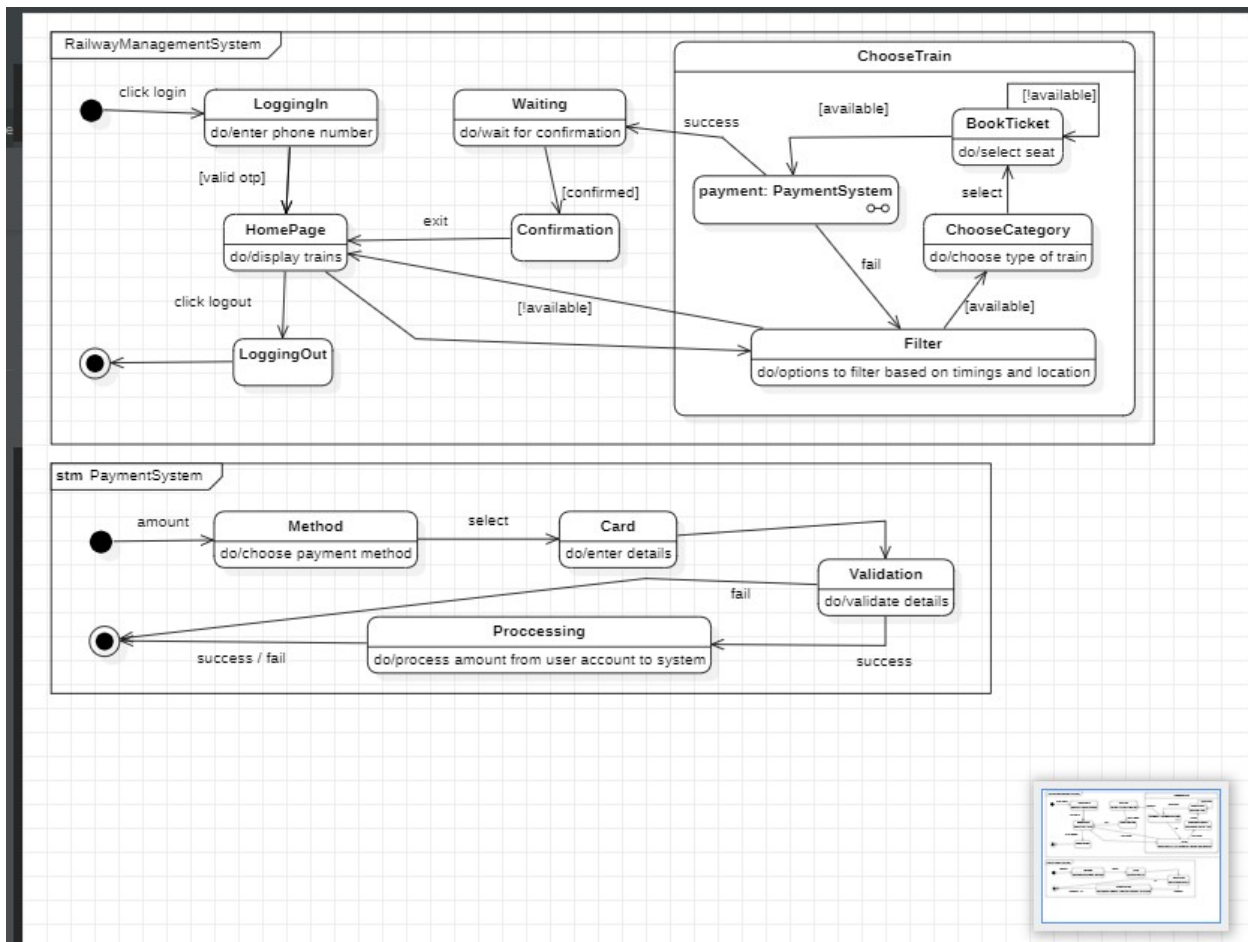 RailwayManagementSystem
click login
LoggingIn
do/enter phone number
[valid otp]
HomePage
do/display trains
click logout
LoggingOut
Waiting
do/wait for confirmation
[confirmed]
Confirmation
exit
[!available]
success
ChooseTrain
[available]
[!available]
BookTicket
do/select seat
payment: PaymentSystem
select
ChooseCategory
do/choose type of train
fail
[available]
Filter
do/options to filter based on timings and location
stm PaymentSystem
amount
Method
do/choose payment method
select
Card
do/enter details
Validation
do/validate details
fail
success
Proccessing
do/process amount from user account to system
success / fail